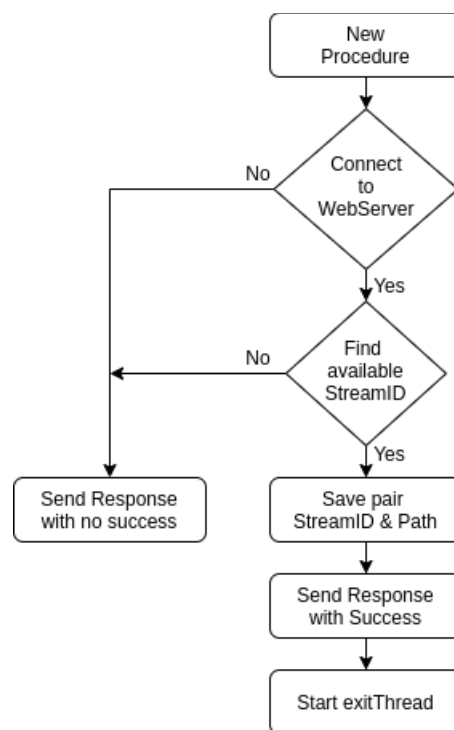 New
Procedure
No
Connect
to
WebServer
Yes
No
Find
available
StreamID
Yes
Send Response
with no success
Save pair
StreamID & Path
Send Response
with Success
Start exitThread